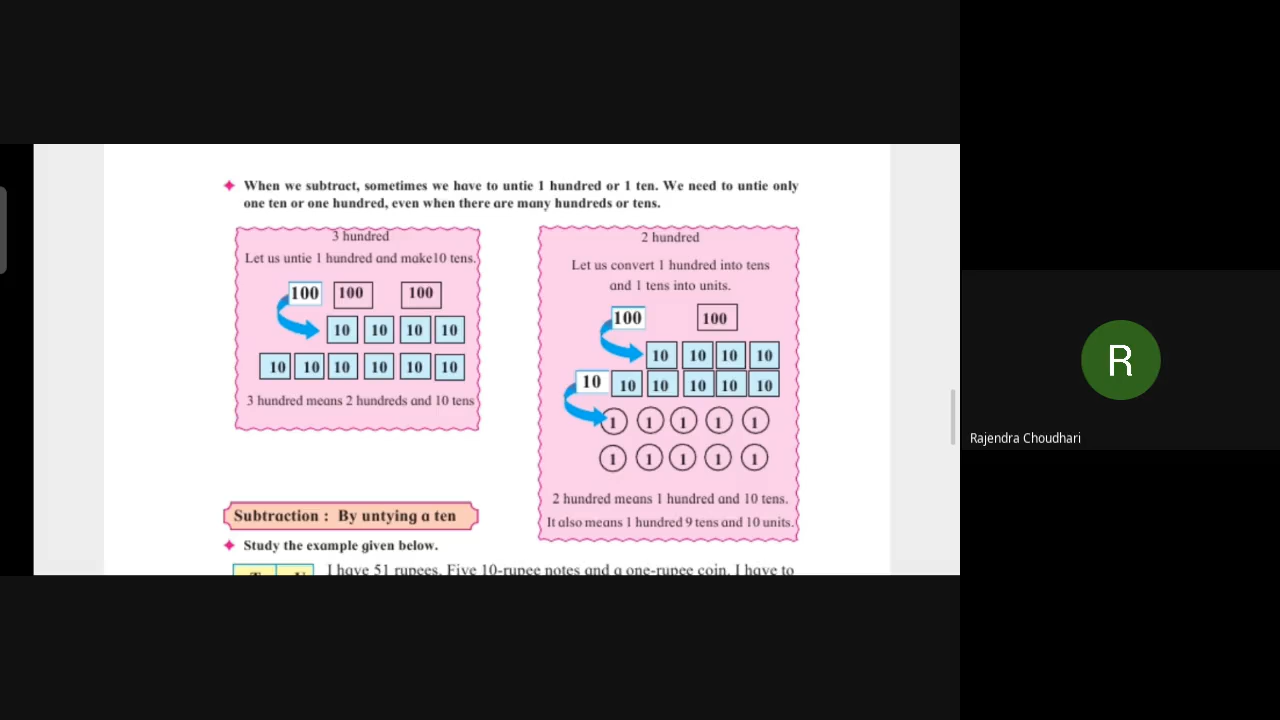 When we subtract, sometimes we have to untie 1 hundred or 1 ten. We need to untie only
one ten or one hundred, even when there are many hundreds or tens.
3 hundred
Let us untie 1 hundred and make10 tens.
100 100 100
10 10 10 10
10 10 10 10 10 10
3 hundred means 2 hundreds and 10 tens
2 hundred
Let us convert 1 hundred into tens
and 1 tens into units.
100 100
10 10 10 10
10 10 10 10 10 10
1 1 1 1 1
1 1 1 1 1
2 hundred means 1 hundred and 10 tens.
It also means 1 hundred 9 tens and 10 units.
Subtraction : By untying a ten
Study the example given below.
T U
I have 51 rupees. Five 10-rupee notes and a one-rupee coin. I have to
R
Rajendra Choudhari